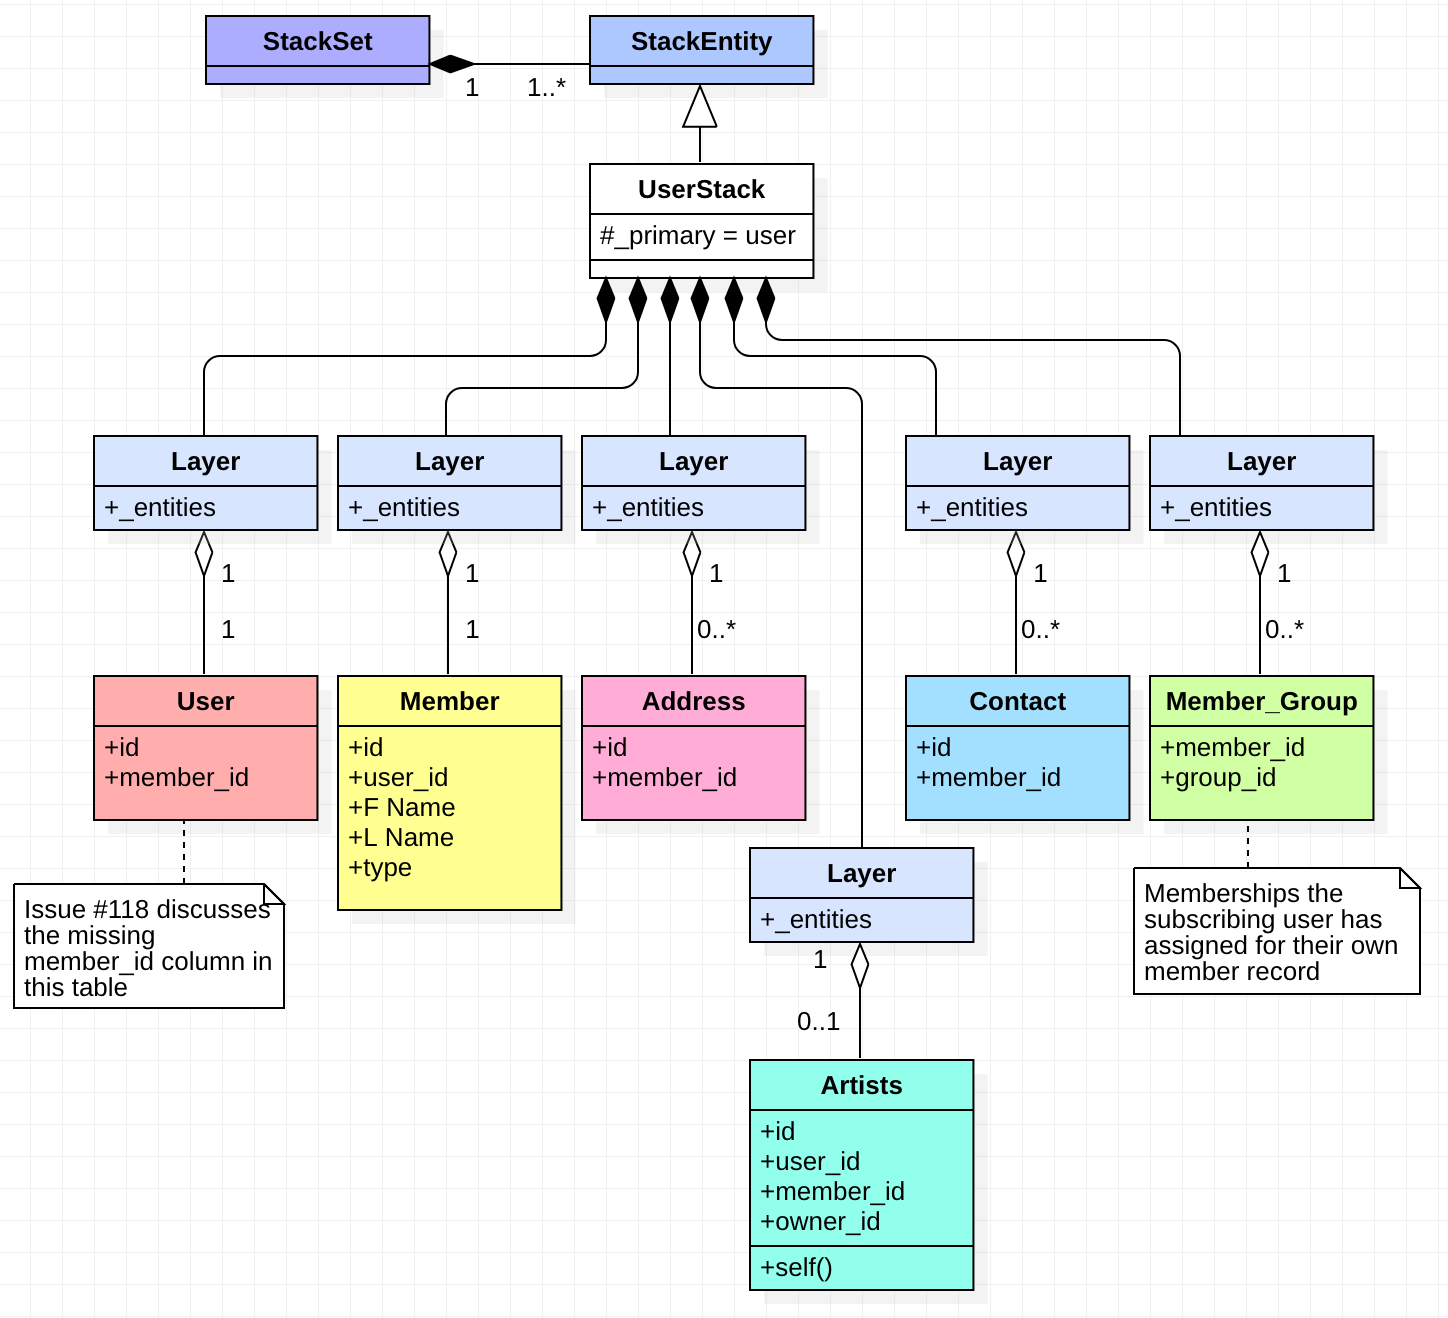 StackSet
StackEntity
1
1..*
UserStack
#_primary = user
Layer
+_entities
Layer
+_entities
Layer
+_entities
Layer
+_entities
Layer
+_entities
1
1
1
1
1
1
1
0..*
0..*
0..*
User
+id
+member_id
Member
+id
+user_id
+F Name
+L Name
+type
Address
+id
+member_id
Contact
+id
+member_id
Member_Group
+member_id
+group_id
Issue #118 discusses
the missing
member_id column in
this table
Layer
+_entities
Memberships the
subscribing user has
assigned for their own
member record
1
0..1
Artists
+id
+user_id
+member_id
+owner_id
+self()